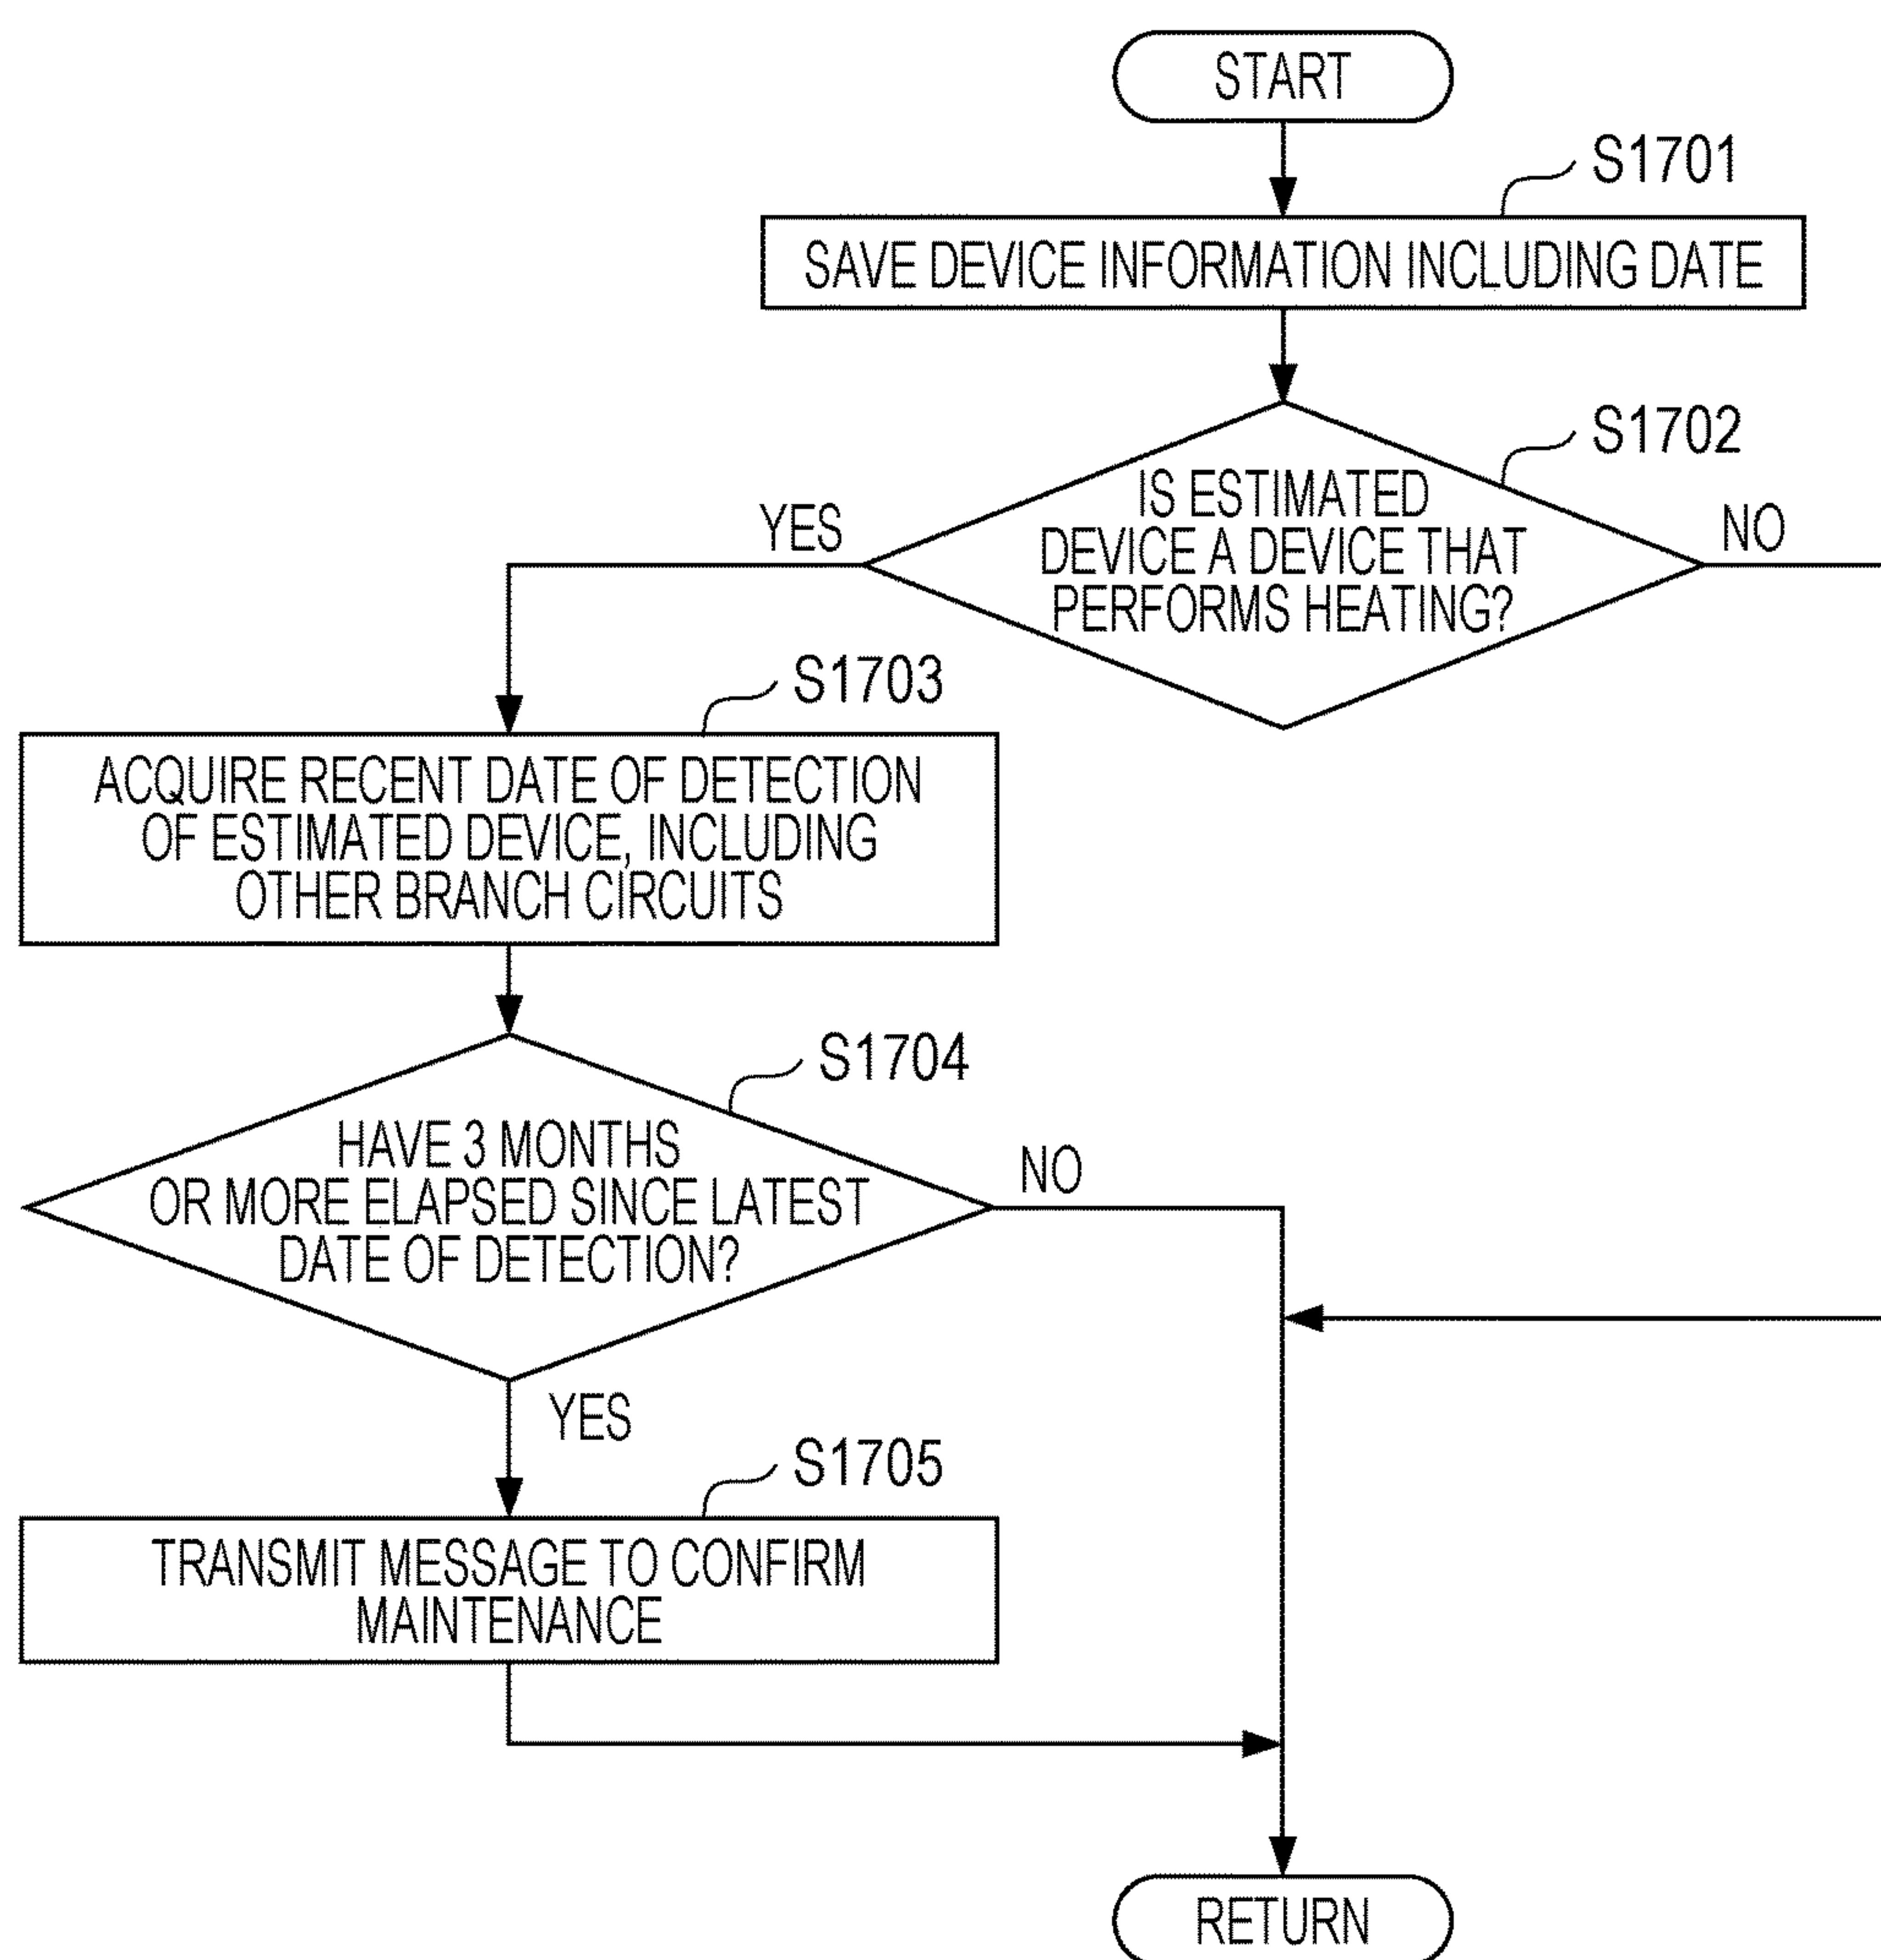 START
S1701
SAVE DEVICE INFORMATION INCLUDING DATE
S1702
IS ESTIMATED
DEVICE A DEVICE THAT
PERFORMS HEATING?
YES
NO
S1703
ACQUIRE RECENT DATE OF DETECTION
OF ESTIMATED DEVICE, INCLUDING
OTHER BRANCH CIRCUITS
S1704
HAVE 3 MONTHS
OR MORE ELAPSED SINCE LATEST
DATE OF DETECTION?
NO
YES
S1705
TRANSMIT MESSAGE TO CONFIRM
MAINTENANCE
RETURN